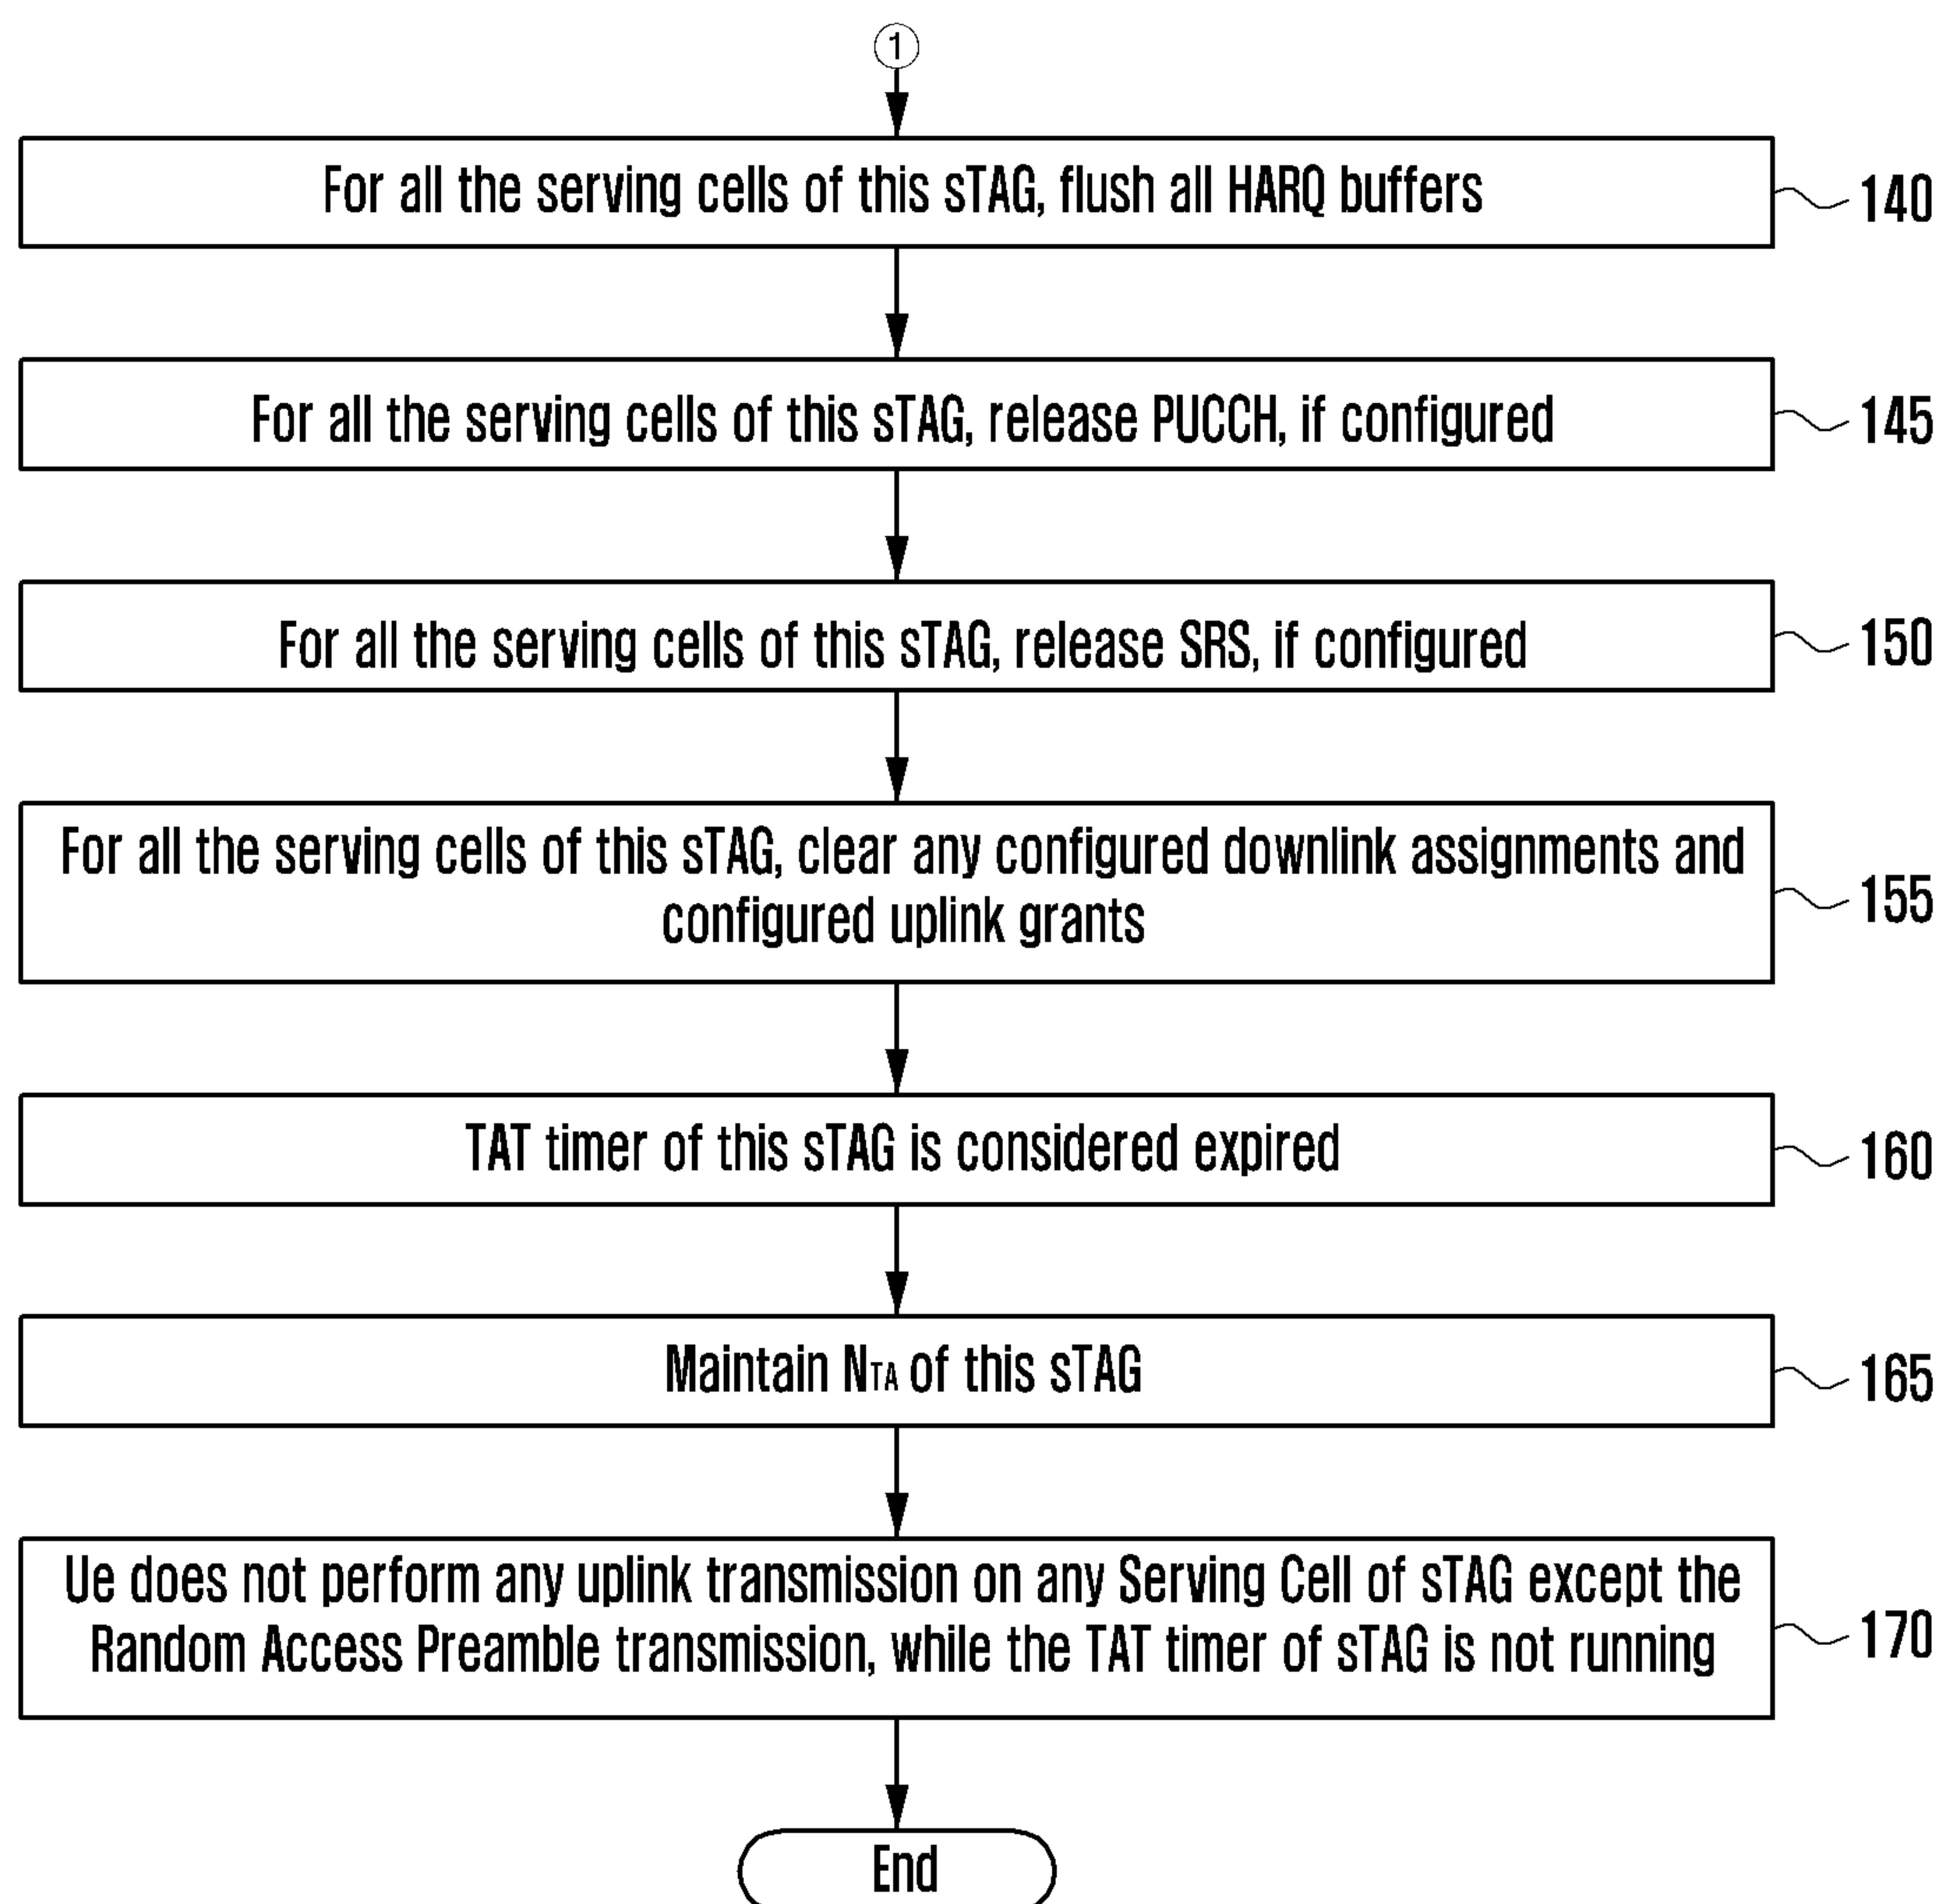 1
For all the serving cells of this sTAG, flush all HARQ buffers
140
For all the serving cells of this sTAG, release PUCCH, if configured
145
For all the serving cells of this sTAG, release SRS, if configured
150
For all the serving cells of this sTAG, clear any configured downlink assignments and
configured uplink grants
155
TAT timer of this sTAG is considered expired
160
Maintain NTA of this sTAG
165
Ue does not perform any uplink transmission on any Serving Cell of sTAG except the
Random Access Preamble transmission, while the TAT timer of sTAG is not running
170
End